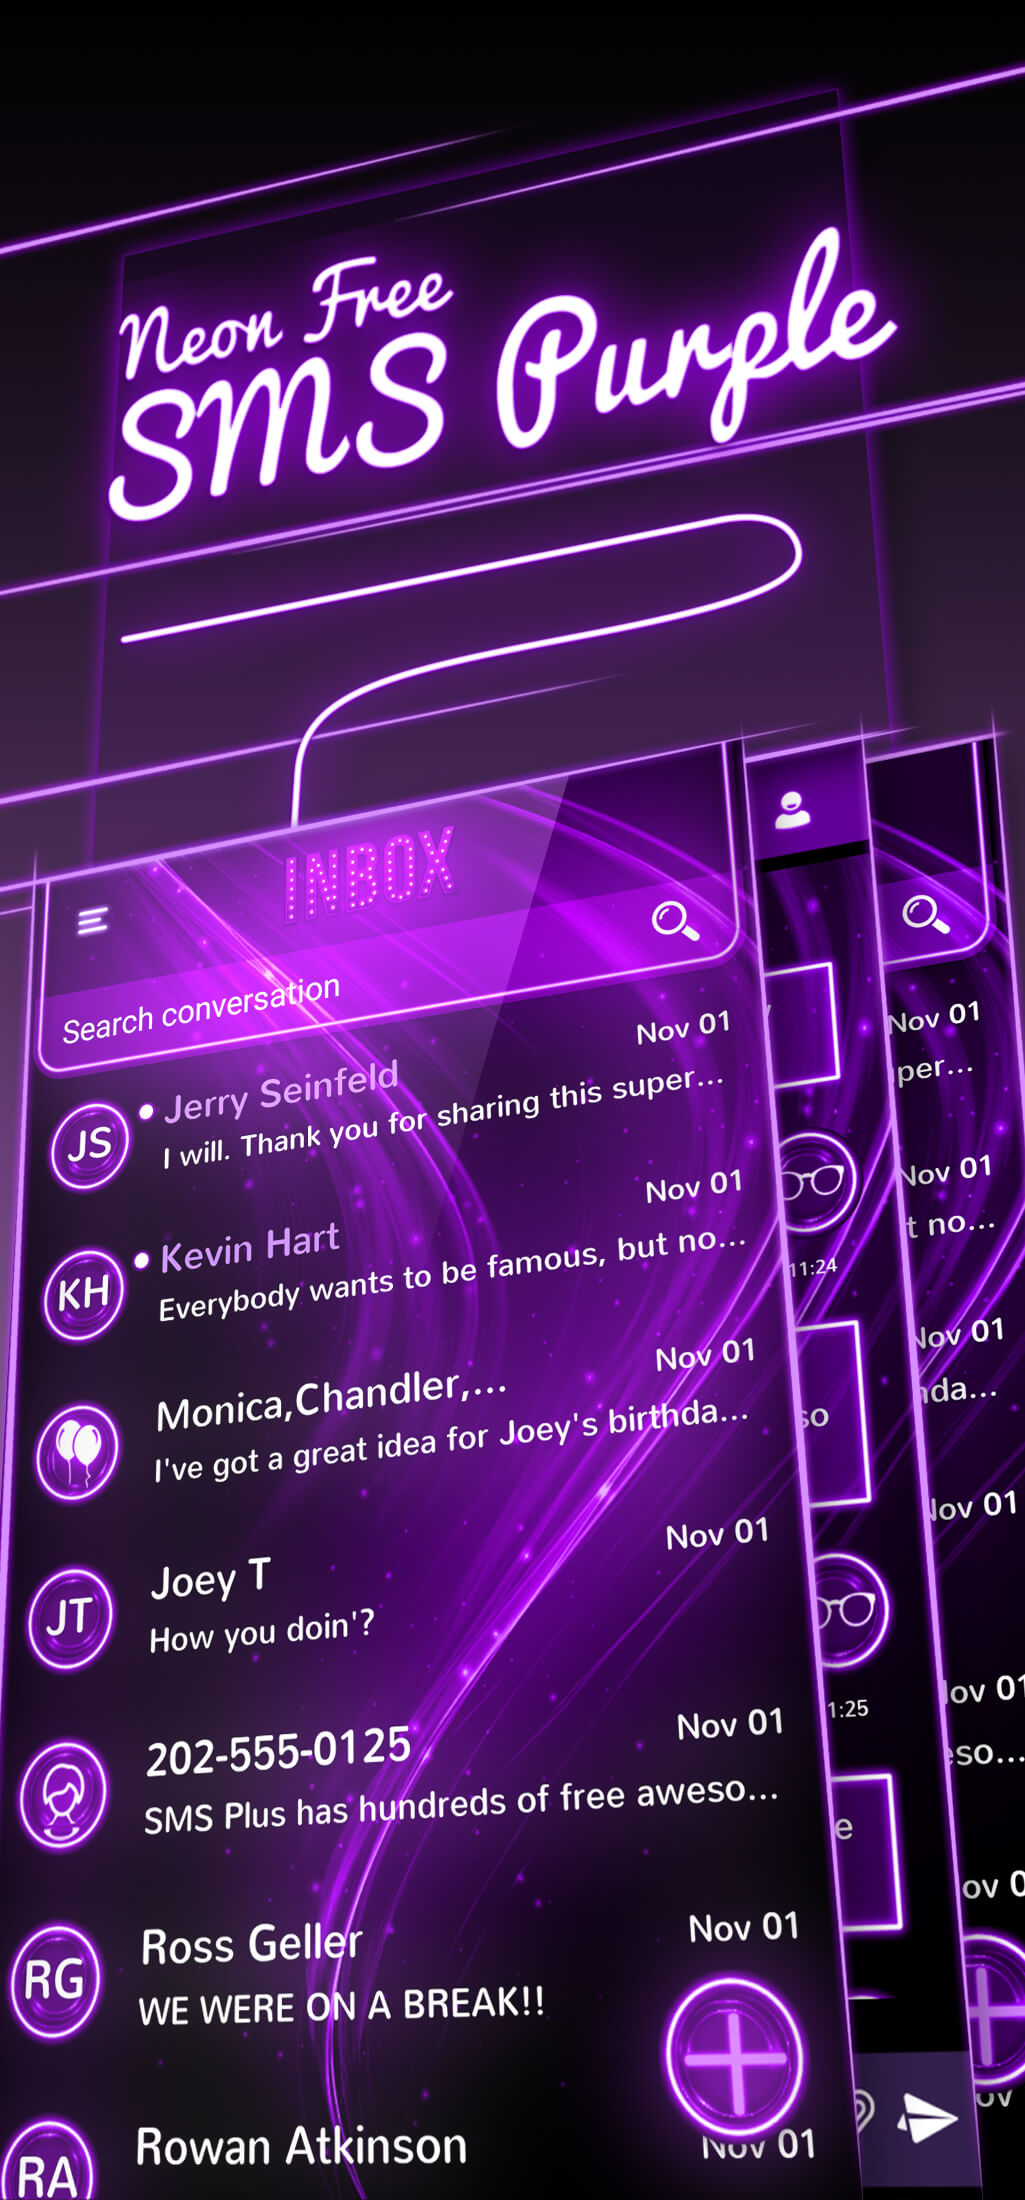 Neon Free
SMS Purple
INBOX
Search conversation
Nov 01
Jerry Seinfeld
JS
I will. Thank you for sharing this super...
Nov 01
Kevin Hart
KH
Everybody wants to be famous, but no...
Nov 01
Monica,Chandler,...
I've got a great idea for Joey's birthda...
Nov 01
Joey T
JT
How you doin'?
Nov 01
202-555-0125
SMS Plus has hundreds of free aweso...
Nov 01
Ross Geller
RG
WE WERE ON A BREAK!!
Rowan Atkinson
Nov 01
RA
11:24
so
1:25
e
Nov 01
per...
Nov 01
t no...
Nov 01
da...
Nov 01
ov 01
so...
ov 0
ov